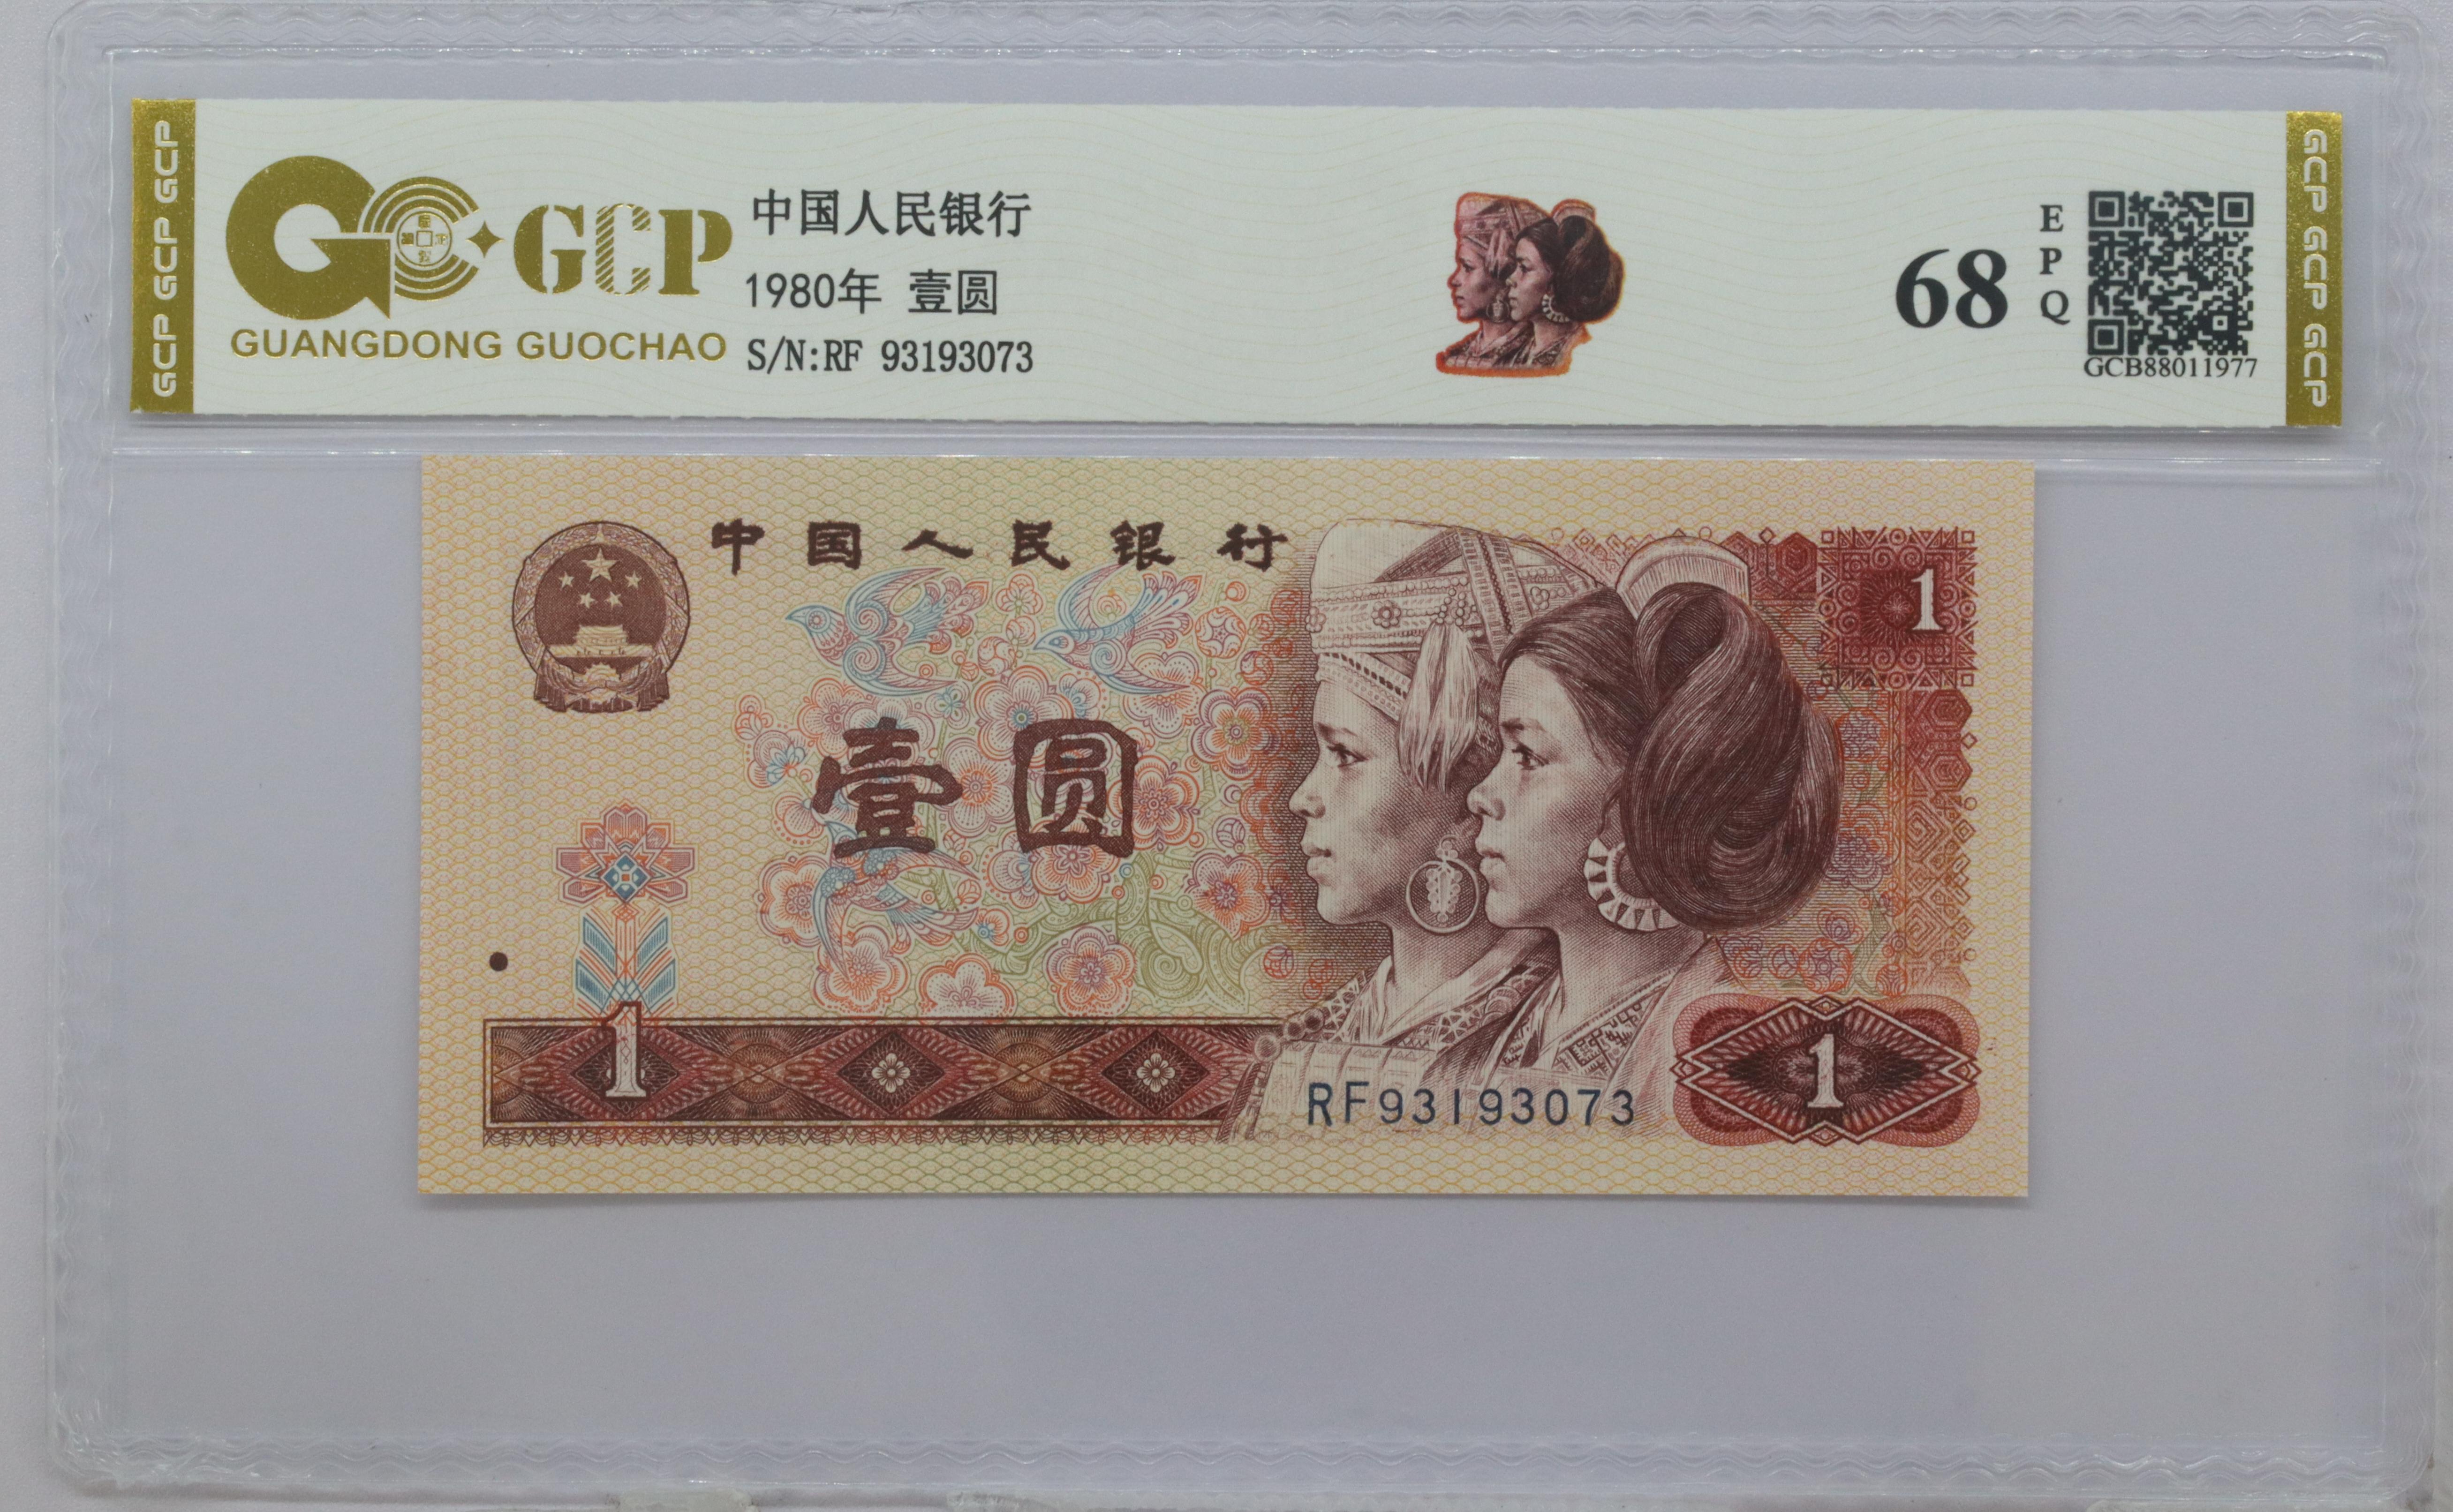 GCP GCP GCP
GCP
GUANGDONG GUOCHAO
中国人民银行
1980年 壹圆
S/N:RF 93193073
68
EPQ
GCB88011977
GCP GCP GCP
中国人民银行
1
壹圆
1
1
RF93193073